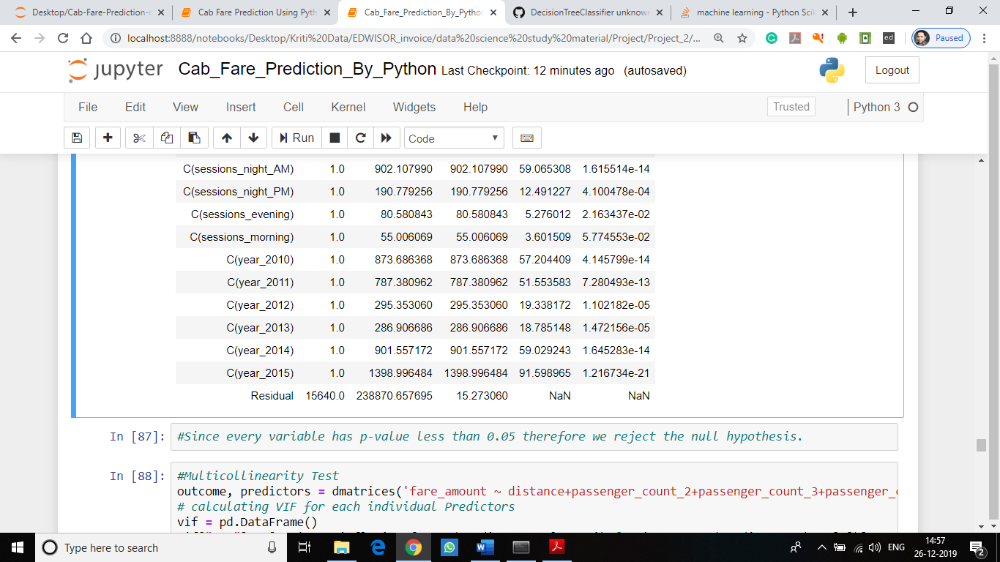 Desktop/Cab-Fare-Prediction-r
Cab Fare Prediction Using Pyth
Cab_Fare_Prediction_By_Python
DecisionTreeClassifier unknown
machine learning - Python Scik
localhost:8888/notebooks/Desktop/Kriti%20Data/EDWISOR_invoice/data%20science%20study%20material/Project/Project_2/...
ed
Paused
jupyter Cab_Fare_Prediction_By_Python Last Checkpoint: 12 minutes ago (autosaved)
Logout
File Edit View Insert Cell Kernel Widgets Help
Trusted
Python 3
Run
Code
C(sessions_night_AM) 1.0 902.107990 902.107990 59.065308 1.615514e-14
C(sessions_night_PM) 1.0 190.779256 190.779256 12.491227 4.100478e-04
C(sessions_evening) 1.0 80.580843 80.580843 5.276012 2.163437e-02
C(sessions_morning) 1.0 55.006069 55.006069 3.601509 5.774553e-02
C(year_2010) 1.0 873.686368 873.686368 57.204409 4.145799e-14
C(year_2011) 1.0 787.380962 787.380962 51.553583 7.280493e-13
C(year_2012) 1.0 295.353060 295.353060 19.338172 1.102182e-05
C(year_2013) 1.0 286.906686 286.906686 18.785148 1.472156e-05
C(year_2014) 1.0 901.557172 901.557172 59.029243 1.645283e-14
C(year_2015) 1.0 1398.996484 1398.996484 91.598965 1.216734e-21
Residual 15640.0 238870.657695 15.273060 NaN NaN
In [87]: #Since every variable has p-value less than 0.05 therefore we reject the null hypothesis.
In [88]: #Multicollinearity Test
outcome, predictors = dmatrices('fare_amount ~ distance+passenger_count_2+passenger_count_3+passenger_c
# calculating VIF for each individual Predictors
vif = pd.DataFrame()
Type here to search
ENG
14:57
26-12-2019
2